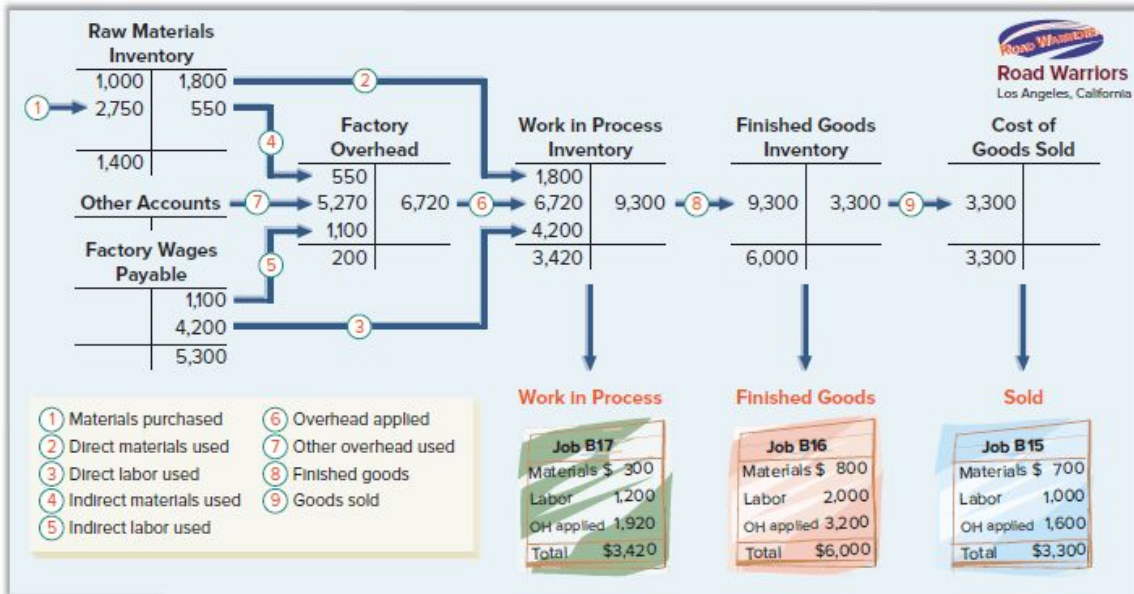 Raw Materials
Inventory
1,000 1,800
2
1 2,750 550
4
1,400
ROAD WARRIORS
Road Warriors
Los Angeles, California
Factory
Overhead
550
Other Accounts 7 5,270 6,720 6
1,100
200
Factory Wages
Payable
5
1,100
4,200 3
5,300
Work in Process
Inventory
1,800
6,720 9,300 8
4,200
3,420
Finished Goods
Inventory
9,300 3,300 9
6,000
Cost of
Goods Sold
3,300
3,300
1 Materials purchased
2 Direct materials used
3 Direct labor used
4 Indirect materials used
5 Indirect labor used
6 Overhead applied
7 Other overhead used
8 Finished goods
9 Goods sold
Work in Process
Job B17
Materials $ 300
Labor 1,200
OH applied 1,920
Total $3,420
Finished Goods
Job B16
Materials $ 800
Labor 2,000
OH applied 3,200
Total $6,000
Sold
Job B15
Materials $ 700
Labor 1,000
OH applied 1,600
Total $3,300